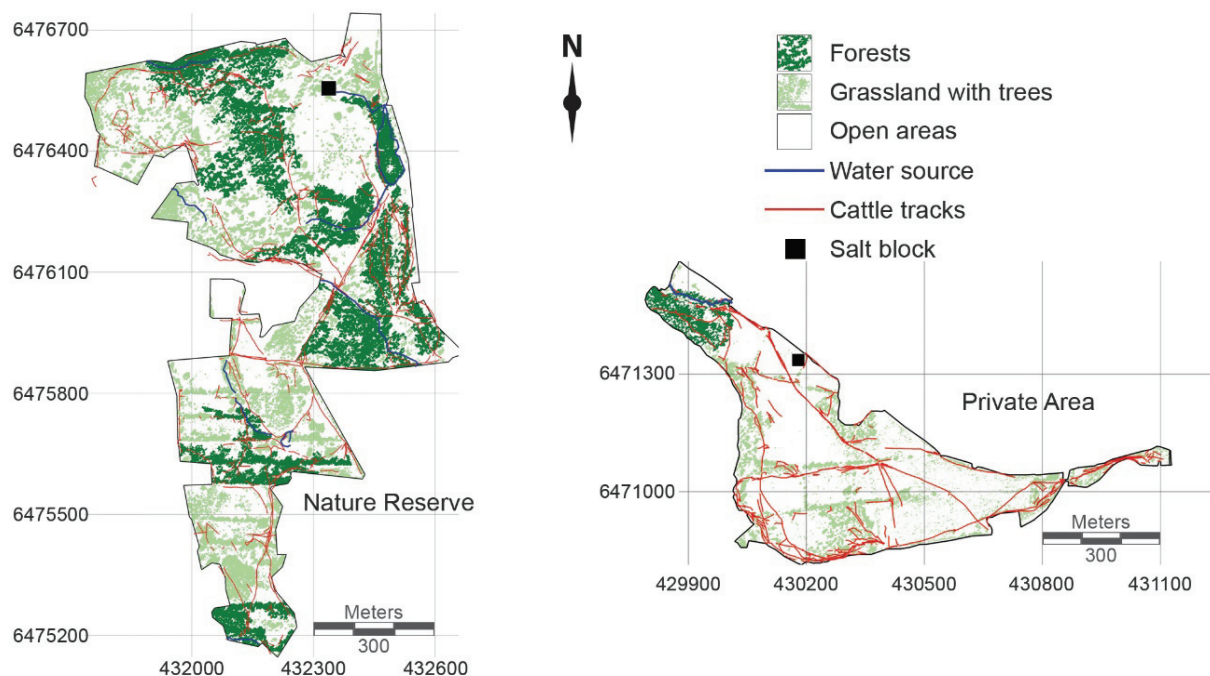 6476700
6476400
6476100
6475800
6475500
6475200
432000
432300
432600
Nature Reserve
Meters
300
N
Forests
Grassland with trees
Open areas
Water source
Cattle tracks
Salt block
6471300
6471000
Private Area
Meters
300
429900
430200
430500
430800
431100